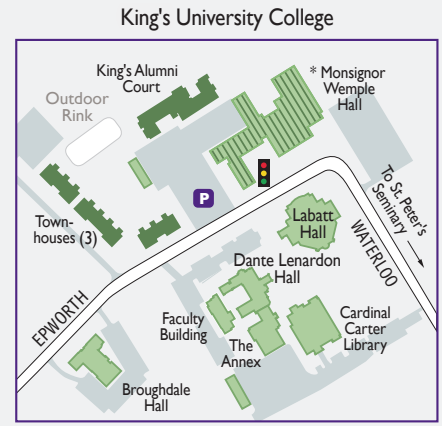 King's University College
King's Alumni
Court
* Monsignor
Wemple
Hall
Outdoor
Rink
P
To St. Peter's
Seminary
Town-
houses (3)
Labatt
Hall
WATERLOO
Dante Lenardon
Hall
EPWORTH
Faculty
Building
The
Annex
Cardinal
Carter
Library
Broughdale
Hall